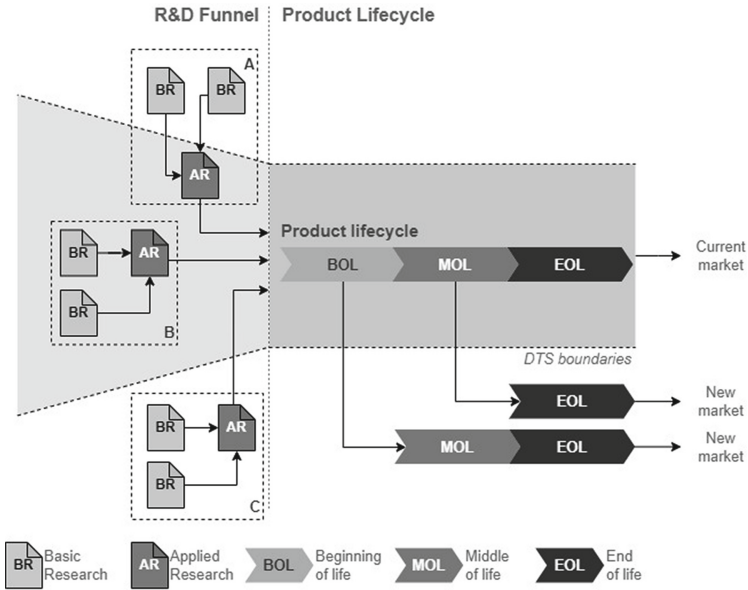 R&D Funnel
Product Lifecycle
A
BR
BR
AR
Product lifecycle
BR
AR
BR
B
BOL
MOL
EOL
Current
market
DTS boundaries
EOL
New
market
BR
AR
BR
C
MOL
EOL
New
market
BR
Basic
Research
AR
Applied
Research
BOL
Beginning
of life
MOL
Middle
of life
EOL
End
of life